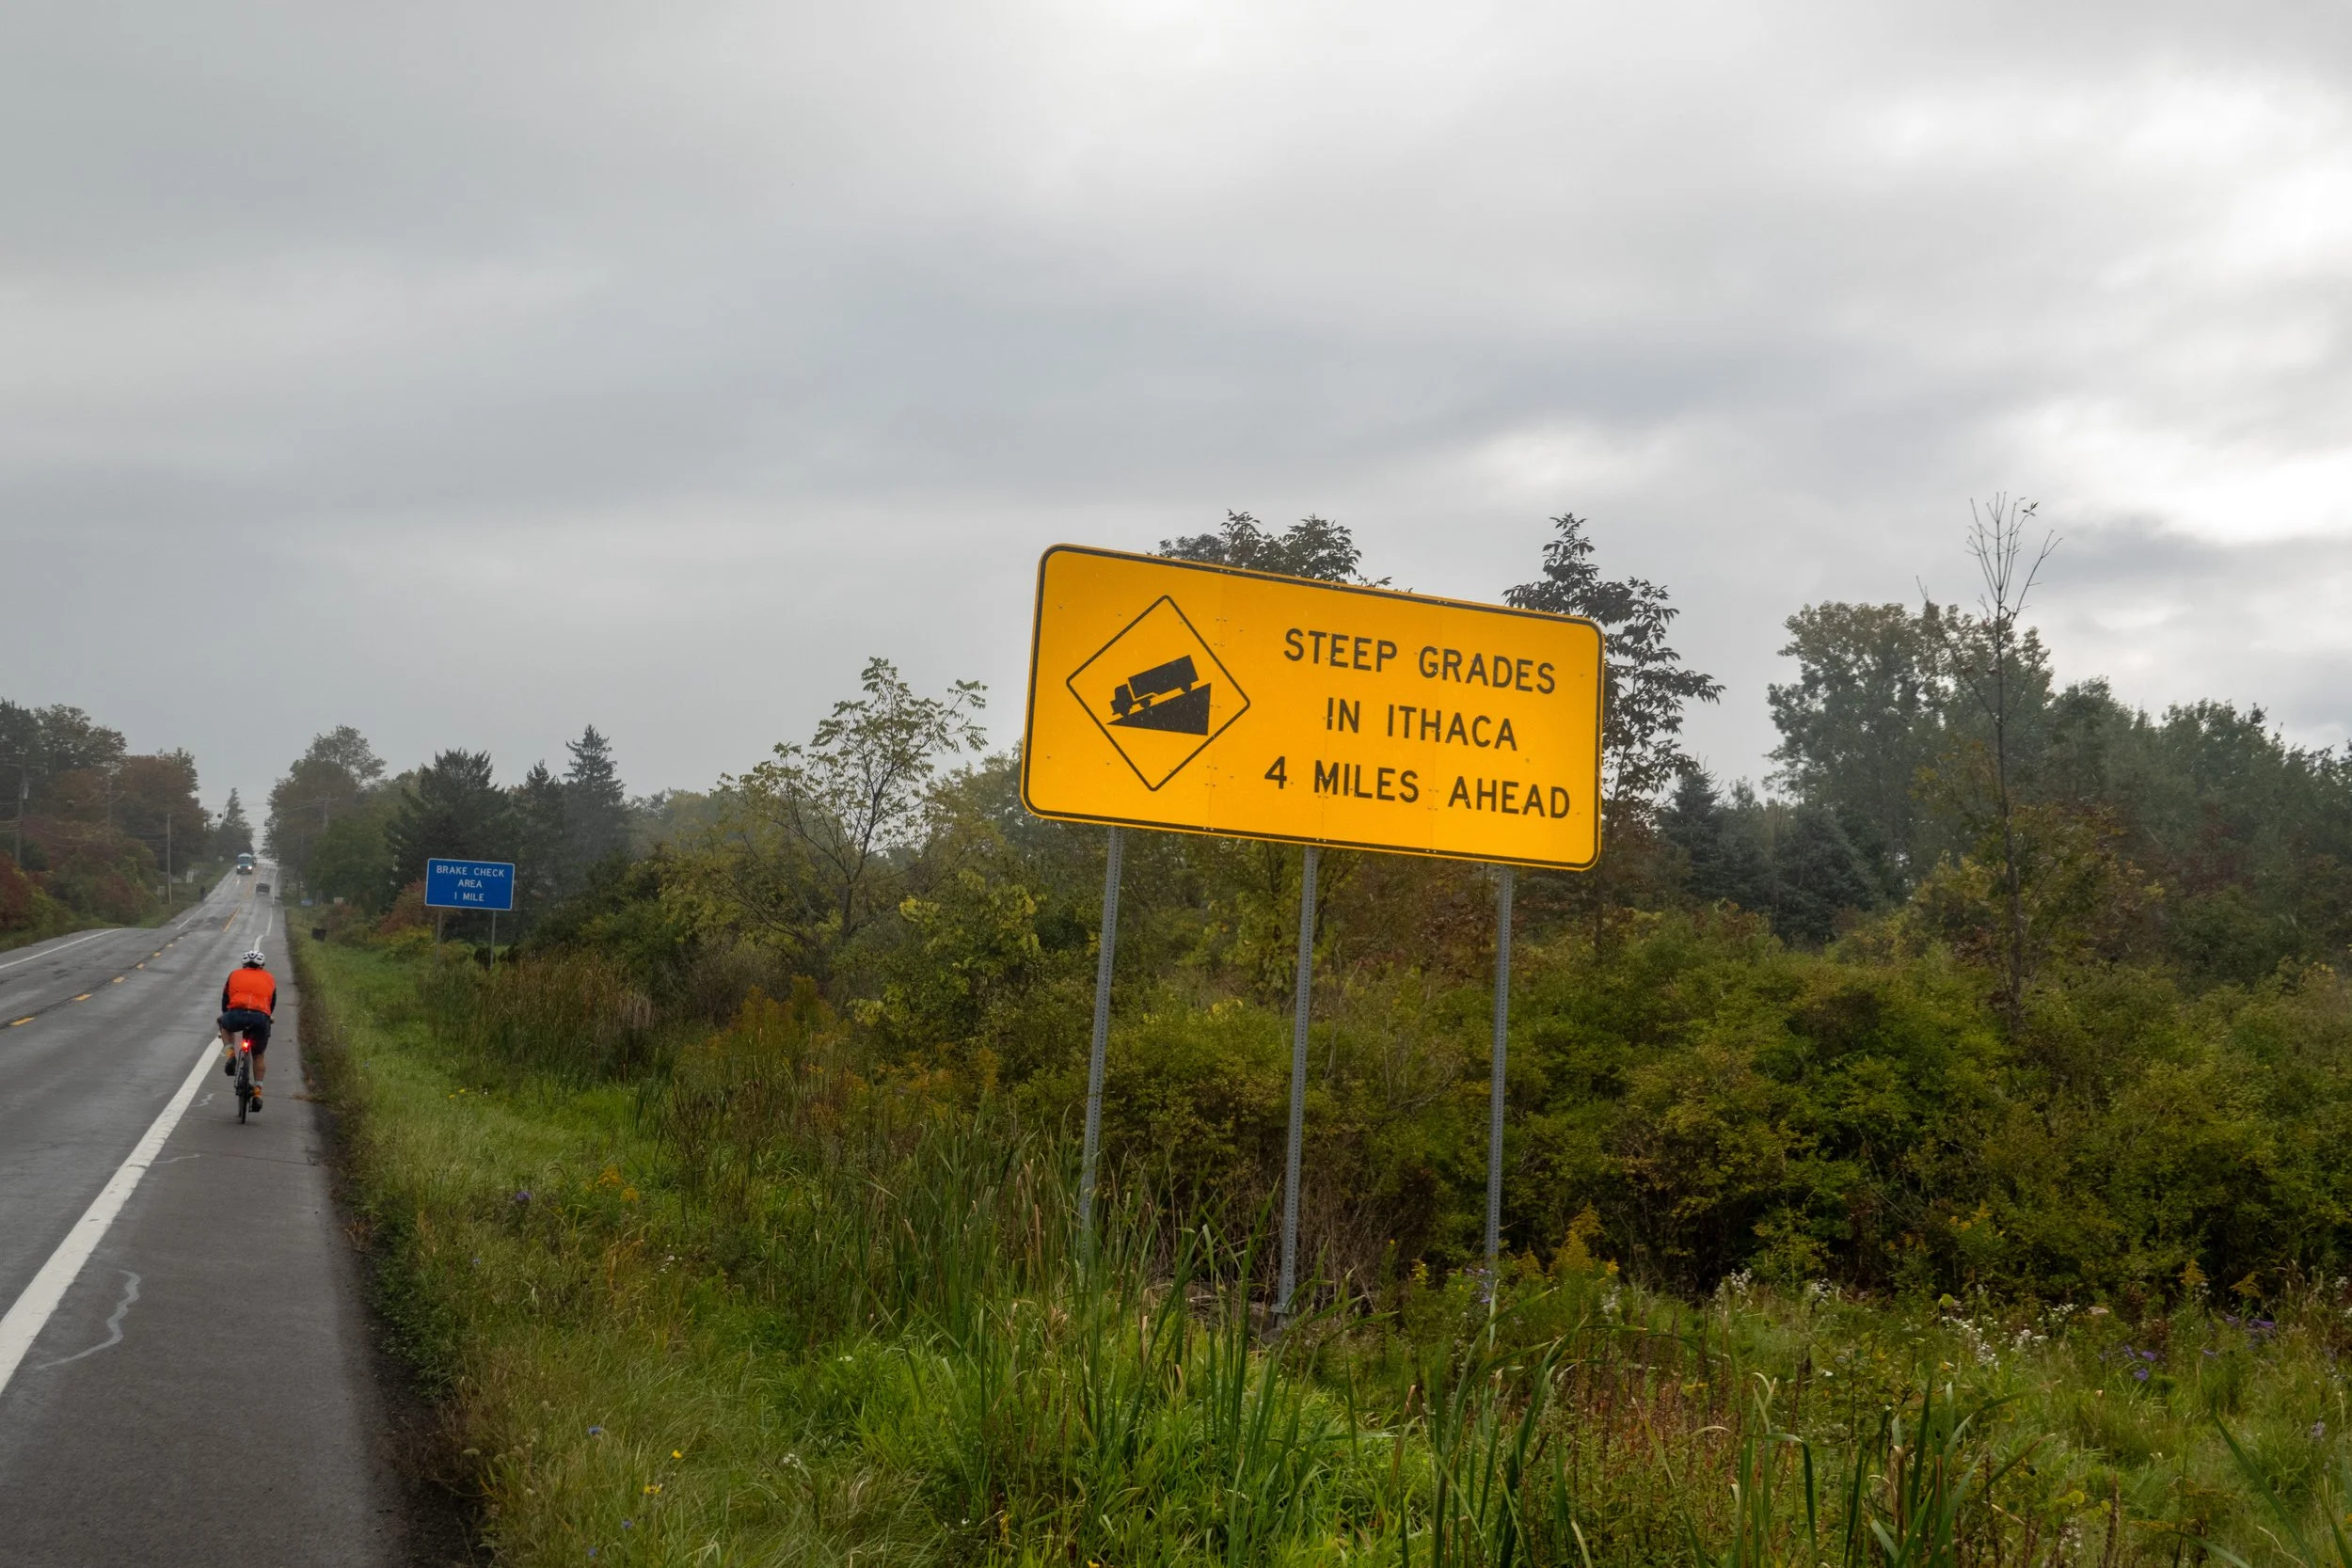 STEEP GRADES
IN ITHACA
4 MILES AHEAD
BRAKE CHECK
AREA
1 MILE